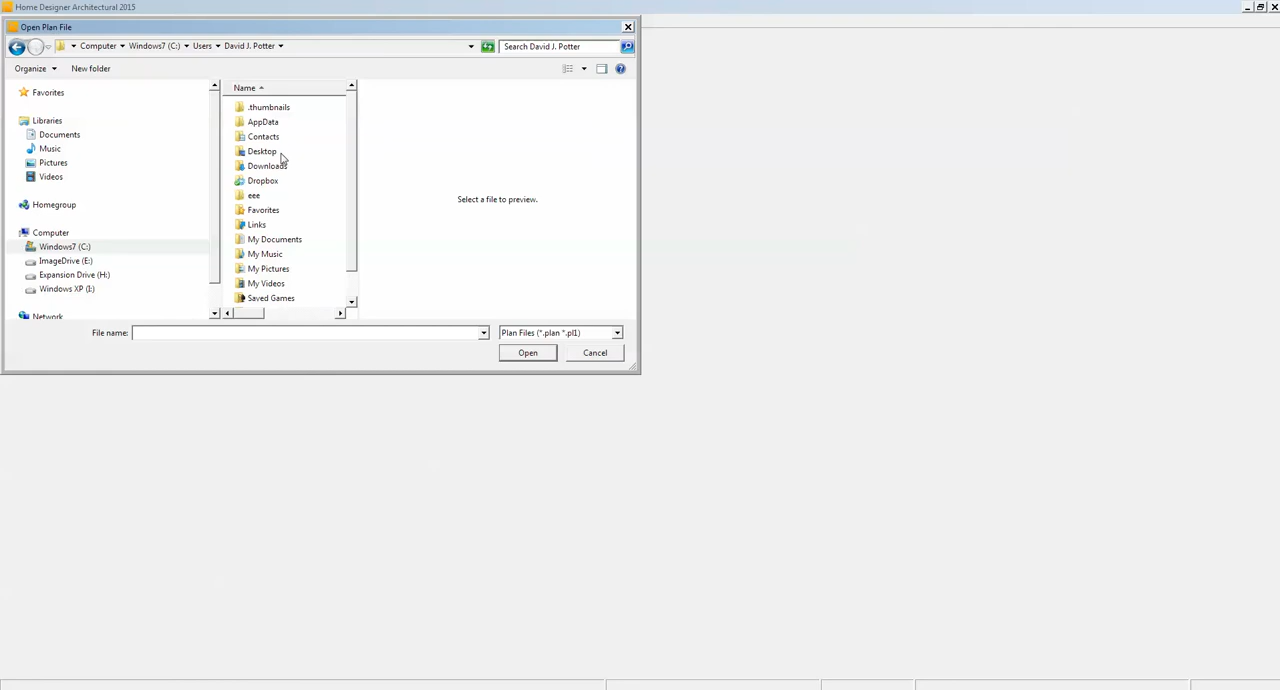 Home Designer Architectural 2015
Open Plan File
Computer Windows7 (C:) Users David J. Potter Search David J. Potter
Organize New folder
Favorites
Libraries
Documents
Music
Pictures
Videos
Homegroup
Computer
Windows7 (C:)
ImageDrive (E:)
Expansion Drive (H:)
Windows XP (I:)
Network
Name
.thumbnails
AppData
Contacts
Desktop
Downloads
Dropbox
eee
Favorites
Links
My Documents
My Music
My Pictures
My Videos
Saved Games
Select a file to preview.
File name: Plan Files (*.plan *.pl1)
Open Cancel